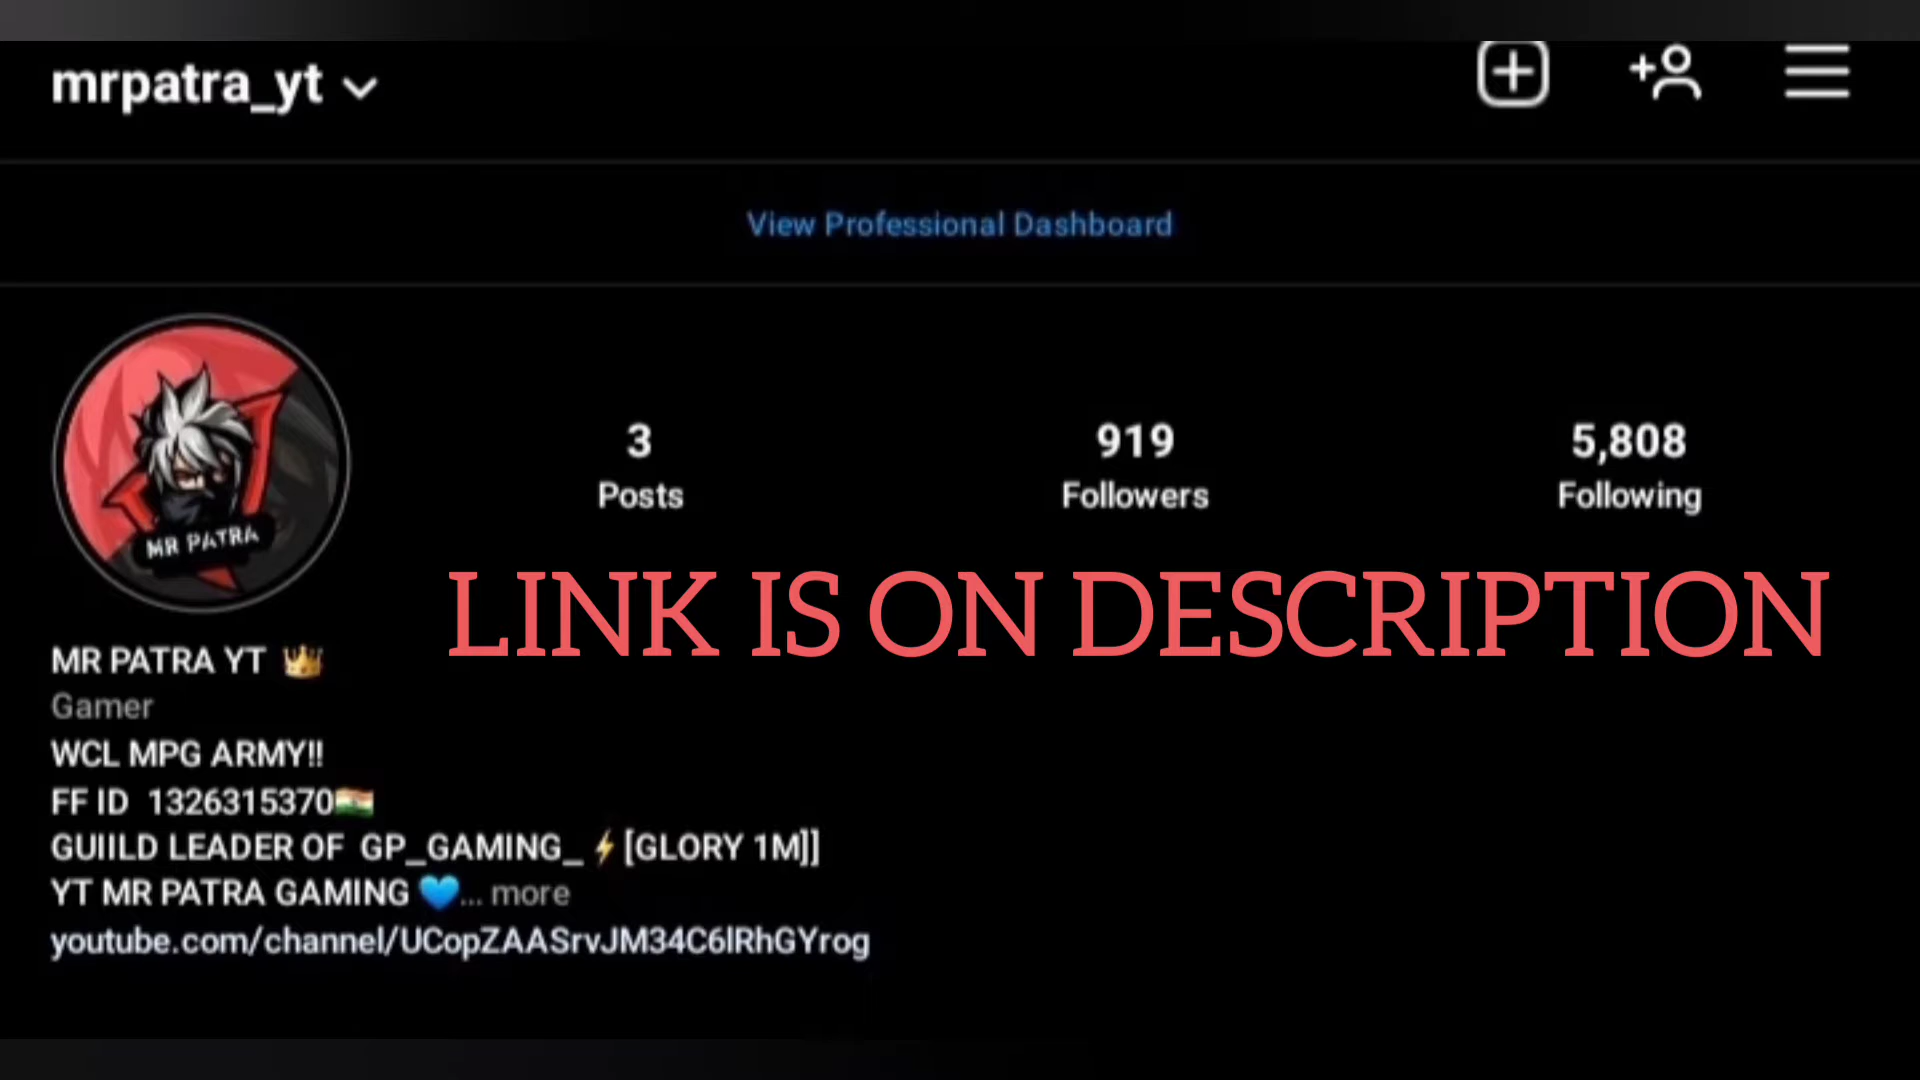 mrpatra_yt
View Professional Dashboard
3
Posts
919
Followers
5,808
Following
MR PATRA
LINK IS ON DESCRIPTION
MR PATRA YT 👑
Gamer
WCL MPG ARMY!!
FF ID 1326315370🇮🇳
GUIILD LEADER OF GP_GAMING_⚡[GLORY 1M]]
YT MR PATRA GAMING 💙... more
youtube.com/channel/UCopZAASrvJM34C6lRhGYrog